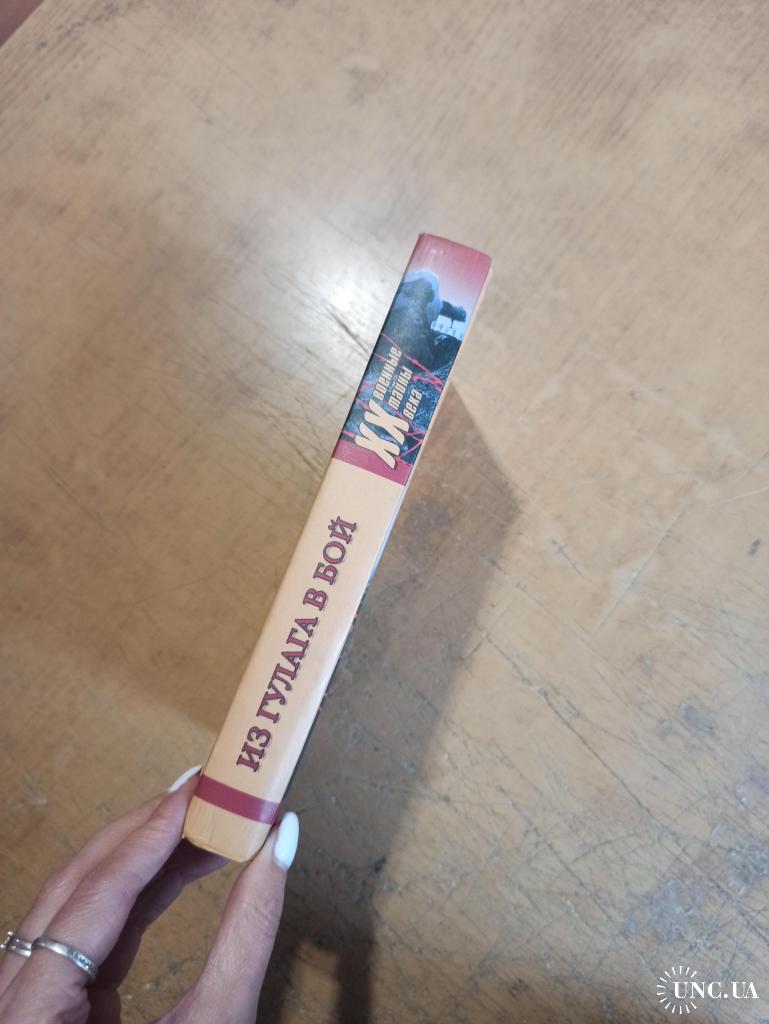 XX
военные
тайны
века
ИЗ ГУЛАГА В БОЙ
UNC.UA